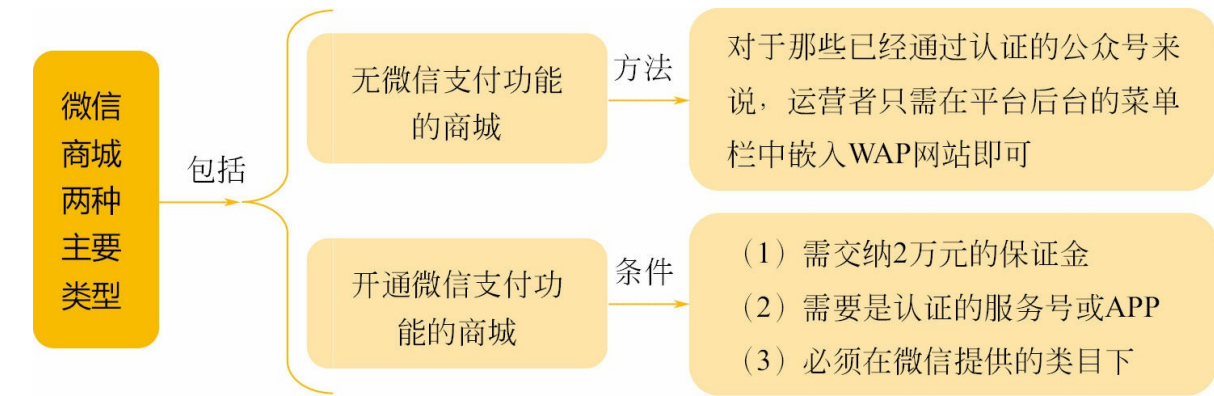 微信
商城
两种
主要
类型
包括
无微信支付功能
的商城
方法
对于那些已经通过认证的公众号来
说，运营者只需在平台后台的菜单
栏中嵌入WAP网站即可
开通微信支付功
能的商城
条件
（1）需交纳2万元的保证金
（2）需要是认证的服务号或APP
（3）必须在微信提供的类目下